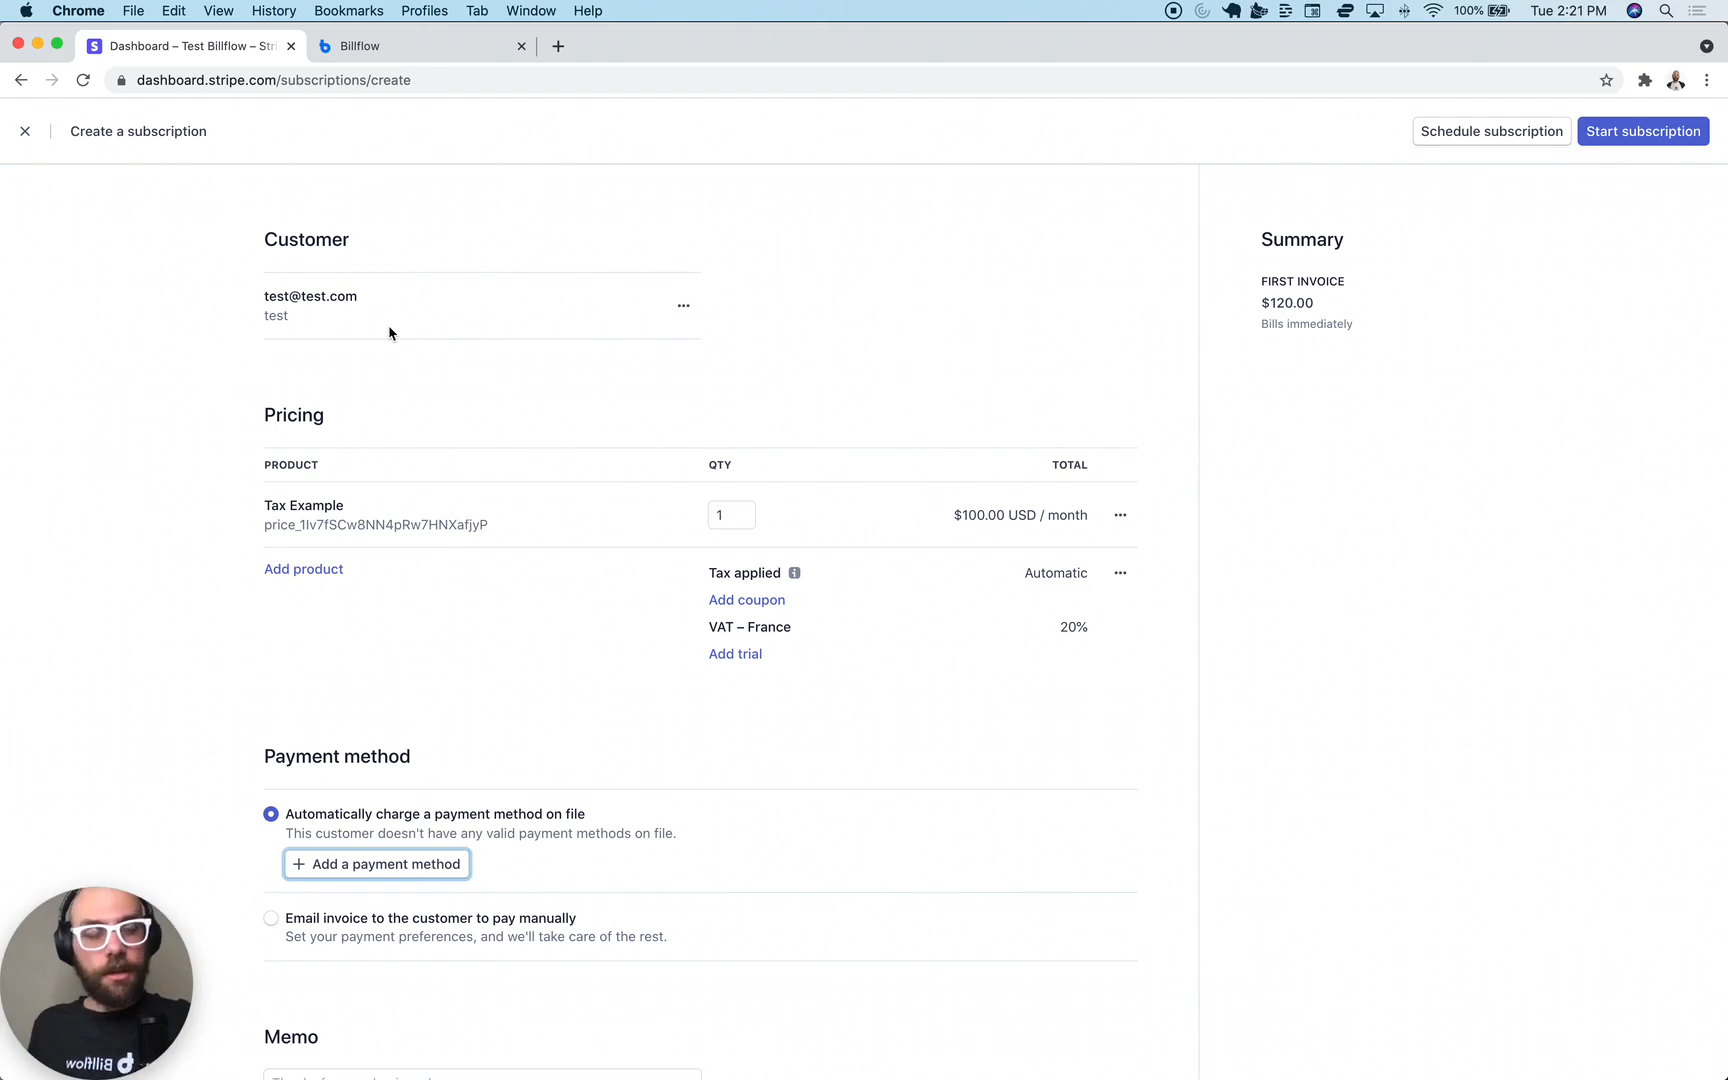 Chrome File Edit View History Bookmarks Profiles Tab Window Help 100% Tue 2:21 PM
Dashboard – Test Billflow – Stri
Billflow
dashboard.stripe.com/subscriptions/create
Create a subscription
Schedule subscription
Start subscription
Customer
test@test.com
test
Summary
FIRST INVOICE
$120.00
Bills immediately
Pricing
PRODUCT QTY TOTAL
Tax Example
price_1Iv7fSCw8NN4pRw7HNXafjyP
1
$100.00 USD / month
Add product
Tax applied Automatic
Add coupon
VAT – France 20%
Add trial
Payment method
Automatically charge a payment method on file
This customer doesn't have any valid payment methods on file.
+ Add a payment method
Email invoice to the customer to pay manually
Set your payment preferences, and we'll take care of the rest.
Billflow
Memo